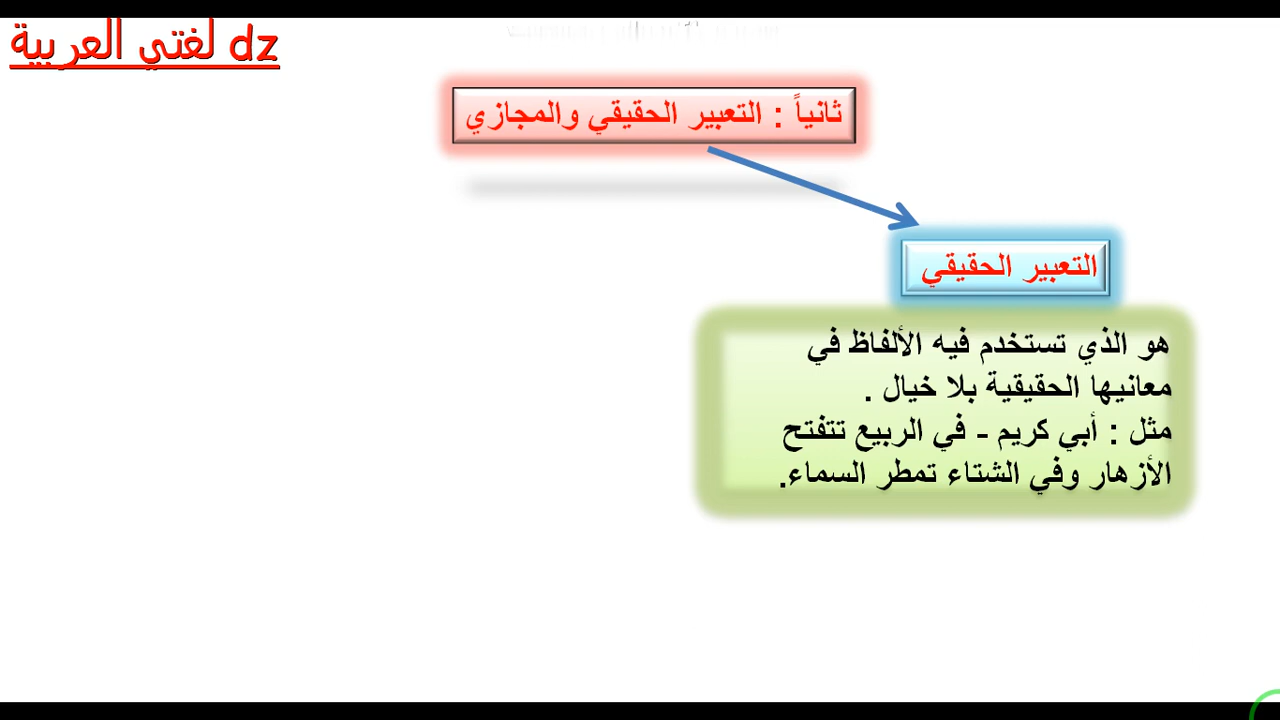 لغتي العربية dz
ثانياً : التعبير الحقيقي والمجازي
التعبير الحقيقي
هو الذي تستخدم فيه الألفاظ في
معانيها الحقيقية بلا خيال .
مثل : أبي كريم - في الربيع تتفتح
الأزهار وفي الشتاء تمطر السماء.